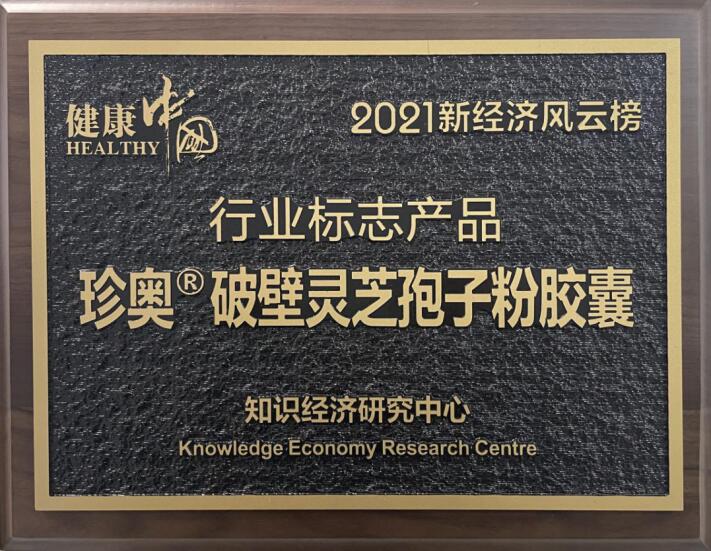 健康中国
HEALTHY
2021新经济风云榜
行业标志产品
珍奥®破壁灵芝孢子粉胶囊
知识经济研究中心
Knowledge Economy Research Centre